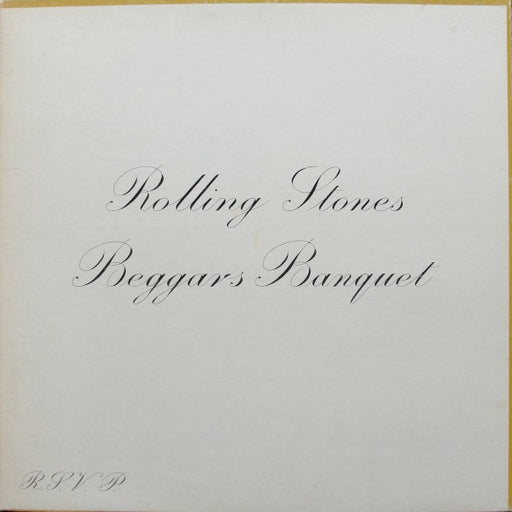 Rolling Stones
Beggars Banquet
R.S.V.P.